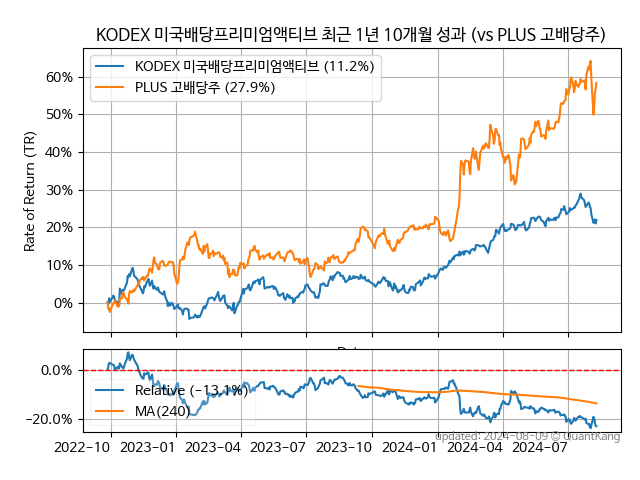 KODEX 미국배당프리미엄액티브 최근 1년 10개월 성과 (vs PLUS 고배당주)
KODEX 미국배당프리미엄액티브 (11.2%)
PLUS 고배당주 (27.9%)
Rate of Return (TR)
60%
50%
40%
30%
20%
10%
0%
0.0%
−20.0%
Relative (−13.1%)
MA(240)
2022−10 2023−01 2023−04 2023−07 2023−10 2024−01 2024−04 2024−07
Updated: 2024−08−09 © QuantKang